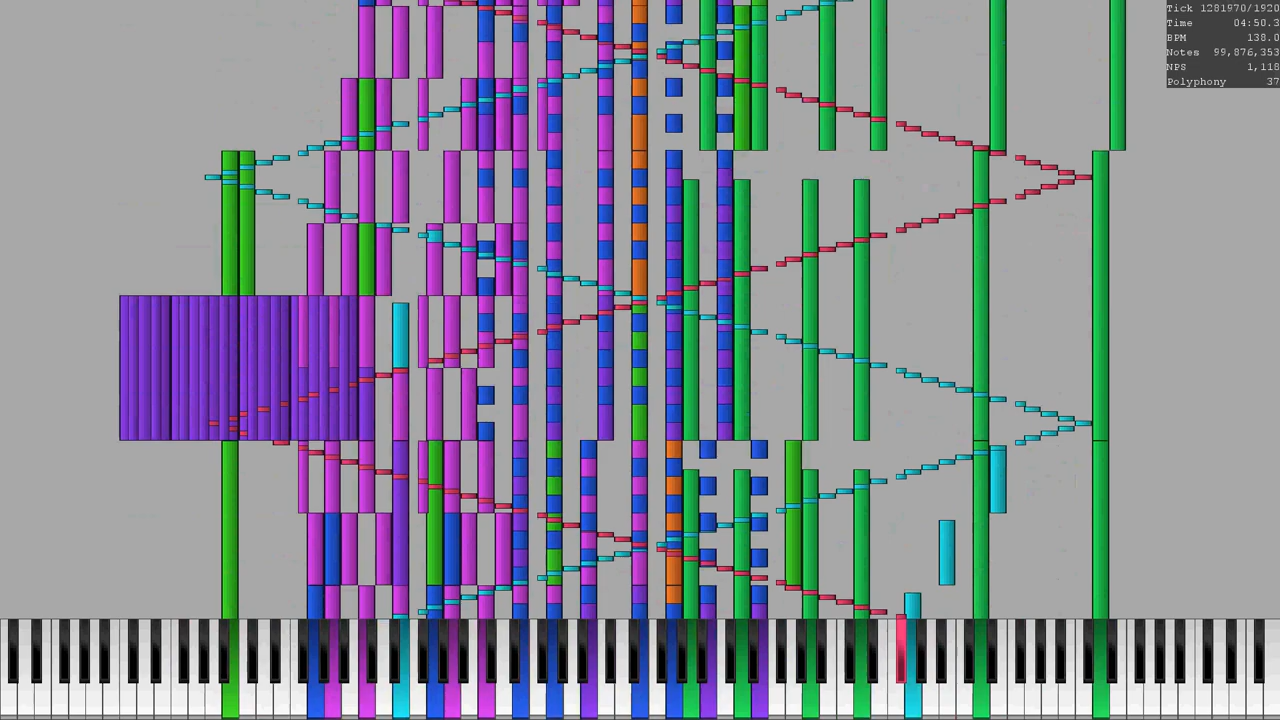 Tick 1281970/1920
Time 04:50.3
BPM 138.0
Notes 99,876,353
NPS 1,118
Polyphony 37